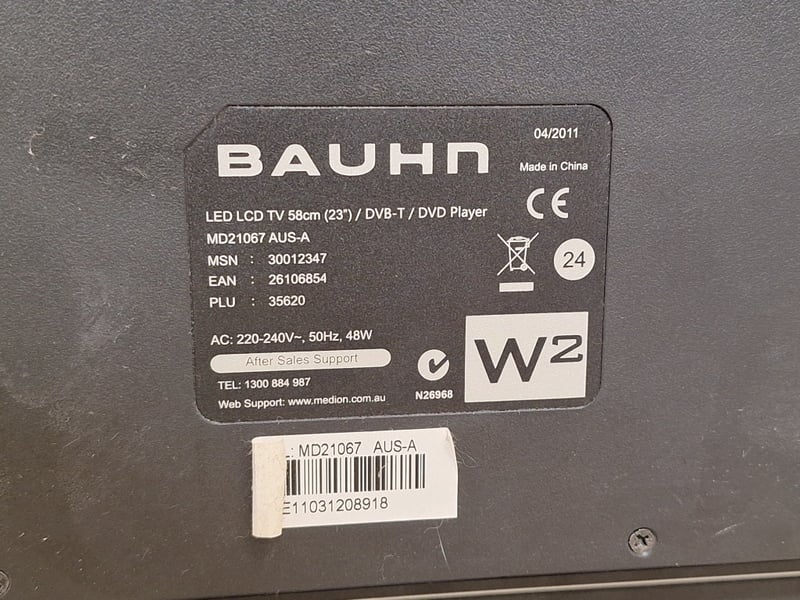 BAUHN
04/2011
Made in China
CE
LED LCD TV 58cm (23") / DVB-T / DVD Player
MD21067 AUS-A
MSN : 30012347
EAN : 26106854
PLU : 35620
24
AC: 220-240V~, 50Hz, 48W
After Sales Support
TEL: 1300 884 987
Web Support: www.medion.com.au
N26968
W2
L: MD21067 AUS-A
E11031208918